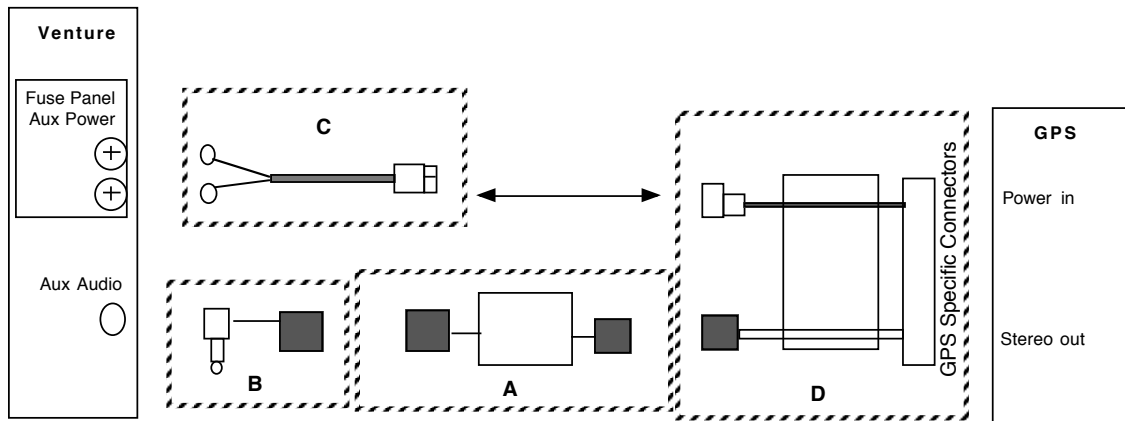 Venture
Fuse Panel
Aux Power
Aux Audio
C
B
A
D
GPS Specific Connectors
GPS
Power in
Stereo out